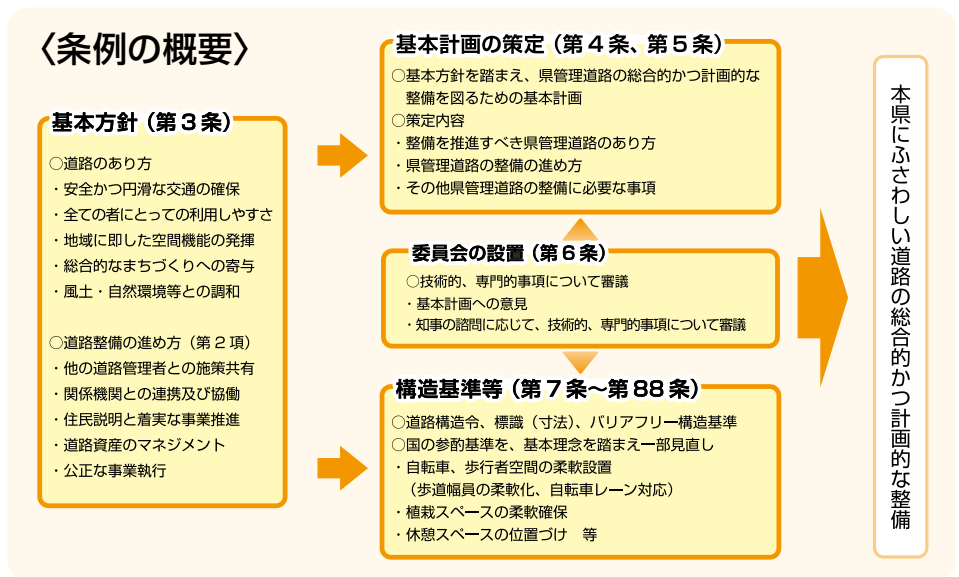 〈条例の概要〉
基本方針（第３条）
○道路のあり方
・安全かつ円滑な交通の確保
・全ての者にとっての利用しやすさ
・地域に即した空間機能の発揮
・総合的なまちづくりへの寄与
・風土・自然環境等との調和
○道路整備の進め方（第２項）
・他の道路管理者との施策共有
・関係機関との連携及び協働
・住民説明と着実な事業推進
・道路資産のマネジメント
・公正な事業執行
基本計画の策定（第４条、第５条）
○基本方針を踏まえ、県管理道路の総合的かつ計画的な
整備を図るための基本計画
○策定内容
・整備を推進すべき県管理道路のあり方
・県管理道路の整備の進め方
・その他県管理道路の整備に必要な事項
委員会の設置（第６条）
○技術的、専門的事項について審議
・基本計画への意見
・知事の諮問に応じて、技術的、専門的事項について審議
構造基準等（第７条～第88条）
○道路構造令、標識（寸法）、バリアフリー構造基準
○国の参酌基準を、基本理念を踏まえ一部見直し
・自転車、歩行者空間の柔軟設置
（歩道幅員の柔軟化、自転車レーン対応）
・植栽スペースの柔軟確保
・休憩スペースの位置づけ　等
本県にふさわしい道路の総合的かつ計画的な整備